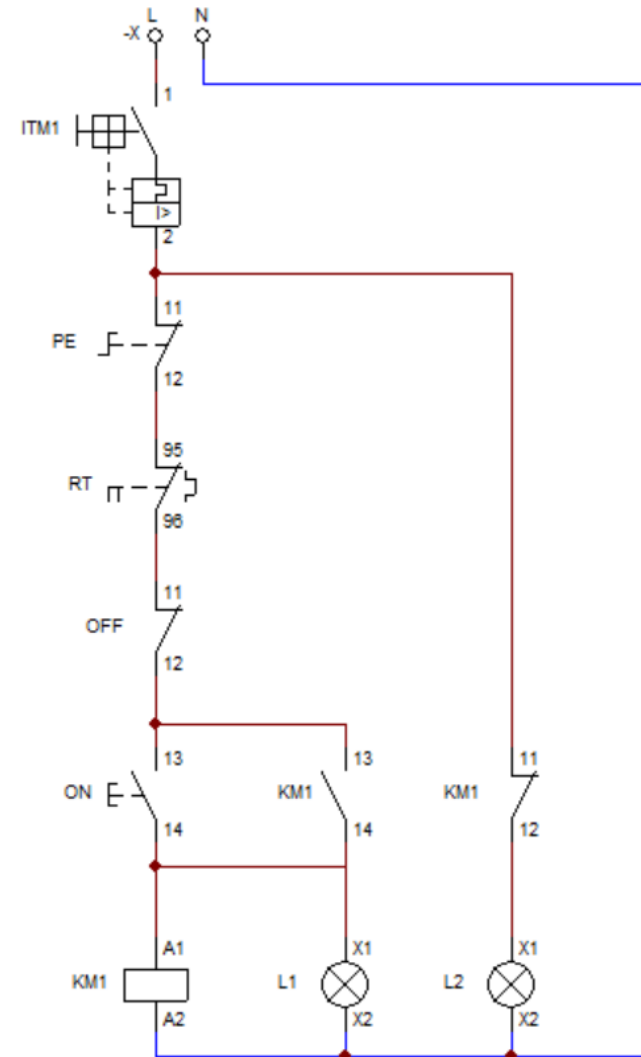 L N
-X
1
ITM1
I>
2
11
PE
12
95
RT
96
11
OFF
12
13 13 11
ON KM1 KM1
14 14 12
A1 X1 X1
KM1 L1 L2
A2 X2 X2